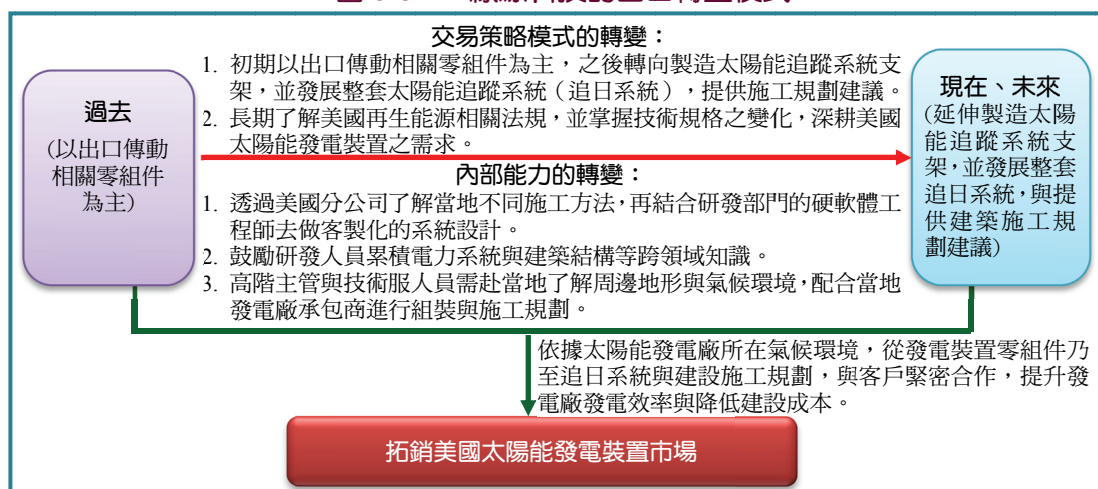 交易策略模式的轉變：
1. 初期以出口傳動相關零組件為主，之後轉向製造太陽能追蹤系統支
架，並發展整套太陽能追蹤系統（追日系統），提供施工規劃建議。
2. 長期了解美國再生能源相關法規，並掌握技術規格之變化，深耕美國
太陽能發電裝置之需求。
過去
(以出口傳動
相關零組件
為主)
內部能力的轉變：
1. 透過美國分公司了解當地不同施工方法，再結合研發部門的硬軟體工
程師去做客製化的系統設計。
2. 鼓勵研發人員累積電力系統與建築結構等跨領域知識。
3. 高階主管與技術服人員需赴當地了解周邊地形與氣候環境，配合當地
發電廠承包商進行組裝與施工規劃。
現在、未來
(延伸製造太陽
能追蹤系統支
架，並發展整套
追日系統，與提
供建築施工規
劃建議)
依據太陽能發電廠所在氣候環境，從發電裝置零組件乃
至追日系統與建設施工規劃，與客戶緊密合作，提升發
電廠發電效率與降低建設成本。
拓銷美國太陽能發電裝置市場